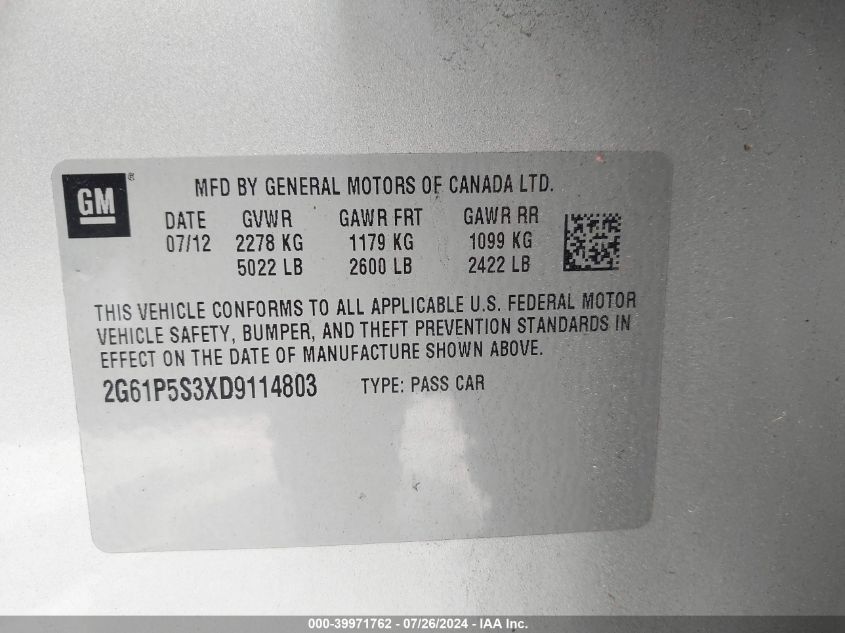 GM ®
MFD BY GENERAL MOTORS OF CANADA LTD.
DATE GVWR GAWR FRT GAWR RR
07/12 2278 KG 1179 KG 1099 KG
5022 LB 2600 LB 2422 LB
THIS VEHICLE CONFORMS TO ALL APPLICABLE U.S. FEDERAL MOTOR
VEHICLE SAFETY, BUMPER, AND THEFT PREVENTION STANDARDS IN
EFFECT ON THE DATE OF MANUFACTURE SHOWN ABOVE.
2G61P5S3XD9114803 TYPE: PASS CAR
000-39971762 - 07/26/2024 - IAA Inc.